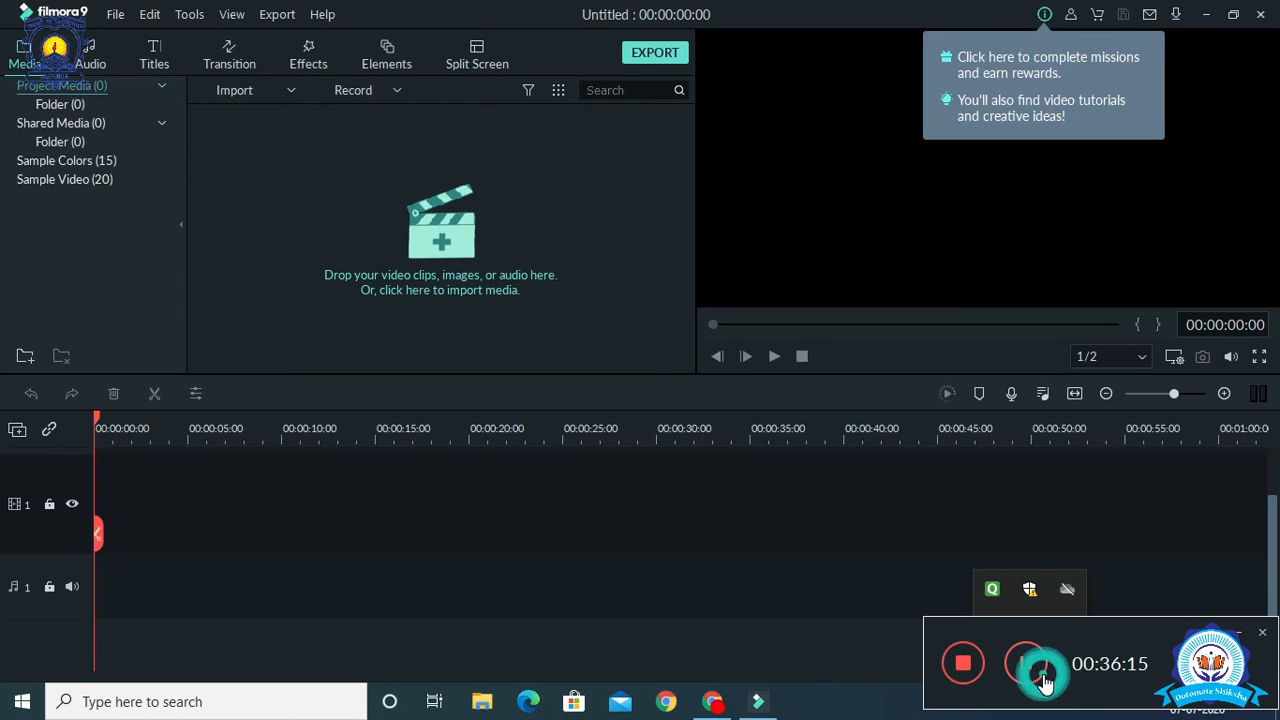 filmora9 File Edit Tools View Export Help Untitled : 00:00:00:00
Media Audio Titles Transition Effects Elements Split Screen EXPORT
Click here to complete missions
and earn rewards.
You'll also find video tutorials
and creative ideas!
Project Media (0)
Folder (0)
Shared Media (0)
Folder (0)
Sample Colors (15)
Sample Video (20)
Import Record Search
Drop your video clips, images, or audio here.
Or, click here to import media.
{ } 00:00:00:00
1/2
00:00:00:00 00:00:05:00 00:00:10:00 00:00:15:00 00:00:20:00 00:00:25:00 00:00:30:00 00:00:35:00 00:00:40:00 00:00:45:00 00:00:50:00 00:00:55:00 00:01:00:0
1
1
Q
00:36:15
Automate Shiksha
Type here to search
07-07-2020